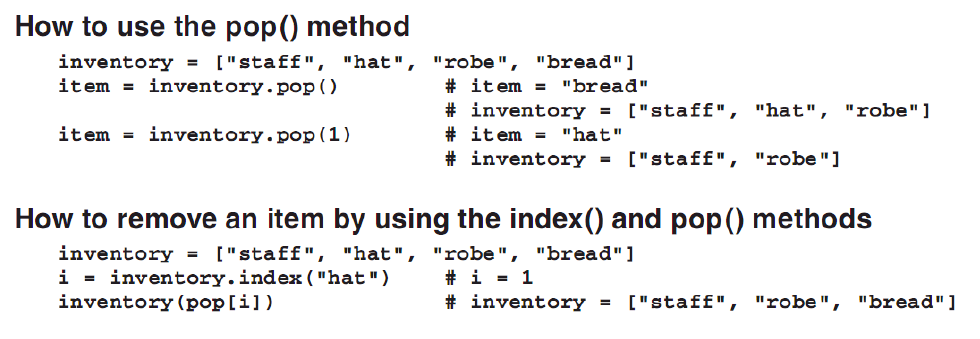 How to use the pop() method
inventory = ["staff", "hat", "robe", "bread"]
item = inventory.pop() # item = "bread"
# inventory = ["staff", "hat", "robe"]
item = inventory.pop(1) # item = "hat"
# inventory = ["staff", "robe"]
How to remove an item by using the index() and pop() methods
inventory = ["staff", "hat", "robe", "bread"]
i = inventory.index("hat") # i = 1
inventory(pop[i]) # inventory = ["staff", "robe", "bread"]